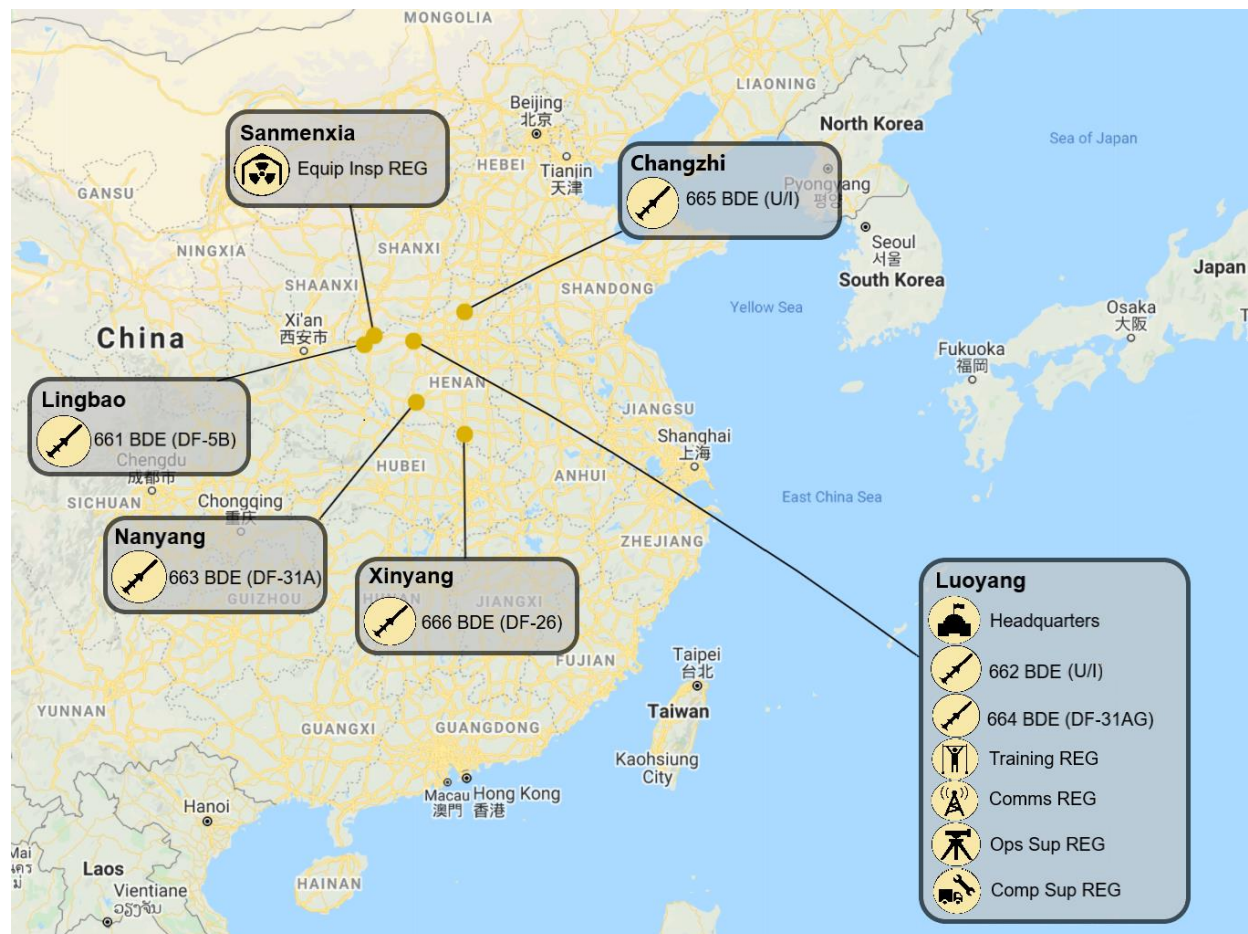 MONGOLIA
LIAONING
Beijing
北京
North Korea
Sea of Japan
Sanmenxia
Equip Insp REG
HEBEI
Tianjin
天津
Changzhi
665 BDE (U/I)
Pyongyang
평양
GANSU
NINGXIA
SHANXI
Seoul
서울
South Korea
Japan
SHAANXI
SHANDONG
Yellow Sea
Xi'an
西安市
China
Osaka
大阪
Fukuoka
福岡
HENAN
Lingbao
661 BDE (DF-5B)
JIANGSU
Shanghai
上海
Chengdu
成都市
HUBEI
ANHUI
SICHUAN
Chongqing
重庆
East China Sea
Nanyang
663 BDE (DF-31A)
GUIZHOU
ZHEJIANG
Xinyang
666 BDE (DF-26)
HUNAN
JIANGXI
Luoyang
Headquarters
662 BDE (U/I)
664 BDE (DF-31AG)
Training REG
Comms REG
Ops Sup REG
Comp Sup REG
FUJIAN
Taipei
台北
Taiwan
YUNNAN
GUANGXI
GUANGDONG
Kaohsiung
City
Macau
澳門
Hong Kong
香港
Hanoi
Laos
Vientiane
ວຽງຈັນ
HAINAN